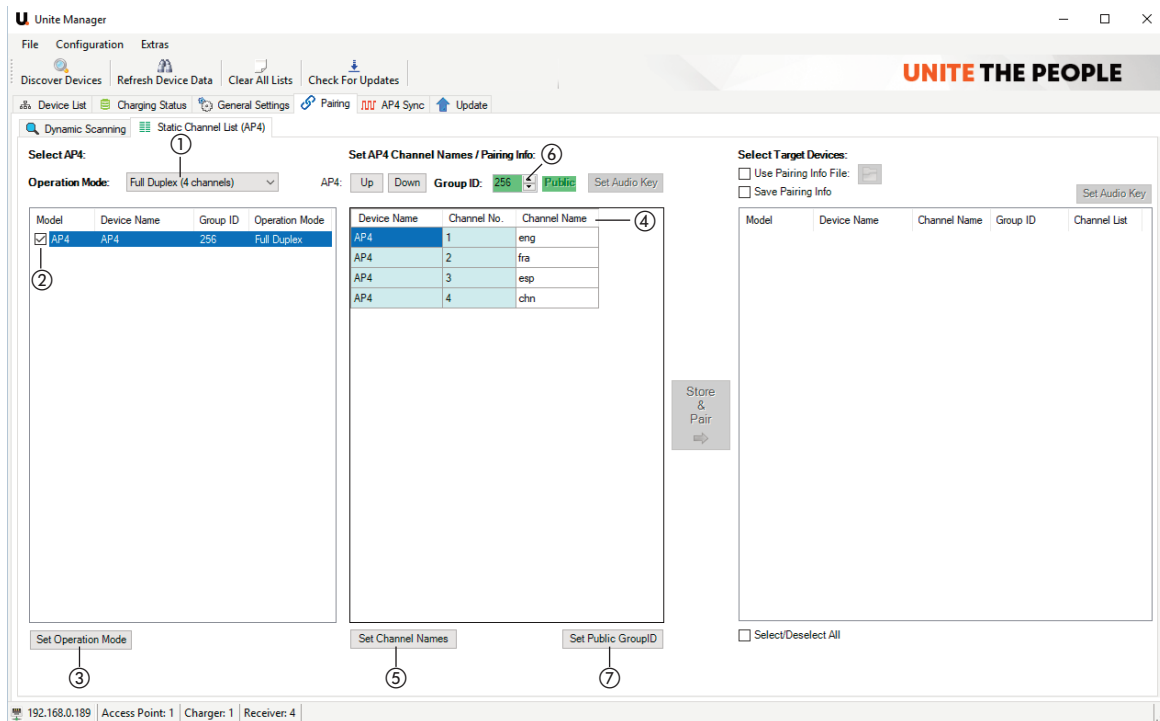 U. Unite Manager
File Configuration Extras
Discover Devices Refresh Device Data Clear All Lists Check For Updates
UNITE THE PEOPLE
Device List Charging Status General Settings Pairing AP4 Sync Update
Dynamic Scanning Static Channel List (AP4)
①
Select AP4:
Operation Mode: Full Duplex (4 channels)
Model Device Name Group ID Operation Mode
AP4 AP4 256 Full Duplex
②
Set Operation Mode
③
Set AP4 Channel Names / Pairing Info: ⑥
AP4: Up Down Group ID: 256 Public Set Audio Key
Device Name Channel No. Channel Name ④
AP4 1 eng
AP4 2 fra
AP4 3 esp
AP4 4 chn
Set Channel Names Set Public GroupID
⑤ ⑦
Store
&
Pair
Select Target Devices:
Use Pairing Info File:
Save Pairing Info Set Audio Key
Model Device Name Channel Name Group ID Channel List
Select/Deselect All
192.168.0.189 Access Point: 1 Charger: 1 Receiver: 4